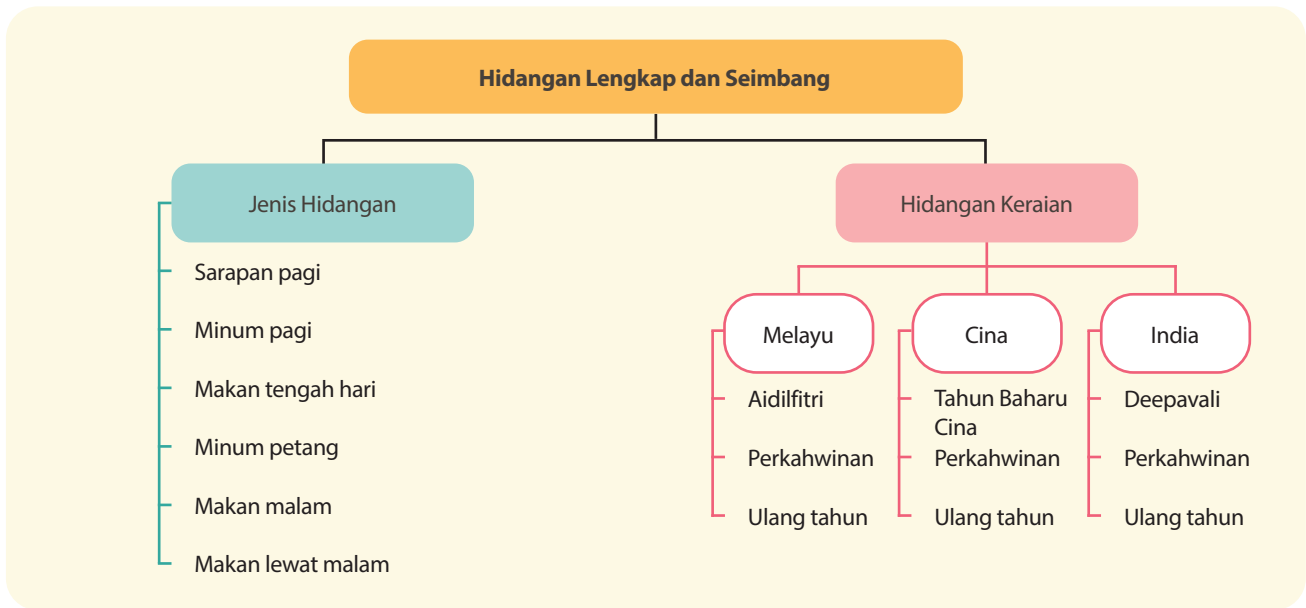 Hidangan Lengkap dan Seimbang
Jenis Hidangan
Sarapan pagi
Minum pagi
Makan tengah hari
Minum petang
Makan malam
Makan lewat malam
Hidangan Keraian
Melayu
Aidilfitri
Perkahwinan
Ulang tahun
Cina
Tahun Baharu
Cina
Perkahwinan
Ulang tahun
India
Deepavali
Perkahwinan
Ulang tahun